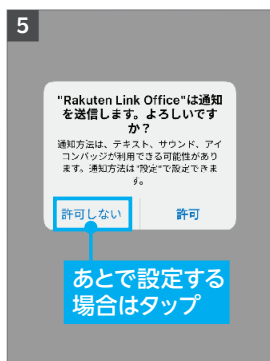 5
"Rakuten Link Office"は通知
を送信します。よろしいです
か？
通知方法は、テキスト、サウンド、アイ
コンバッジが利用できる可能性があり
ます。通知方法は"設定"で設定できま
す。
許可しない
許可
あとで設定する
場合はタップ